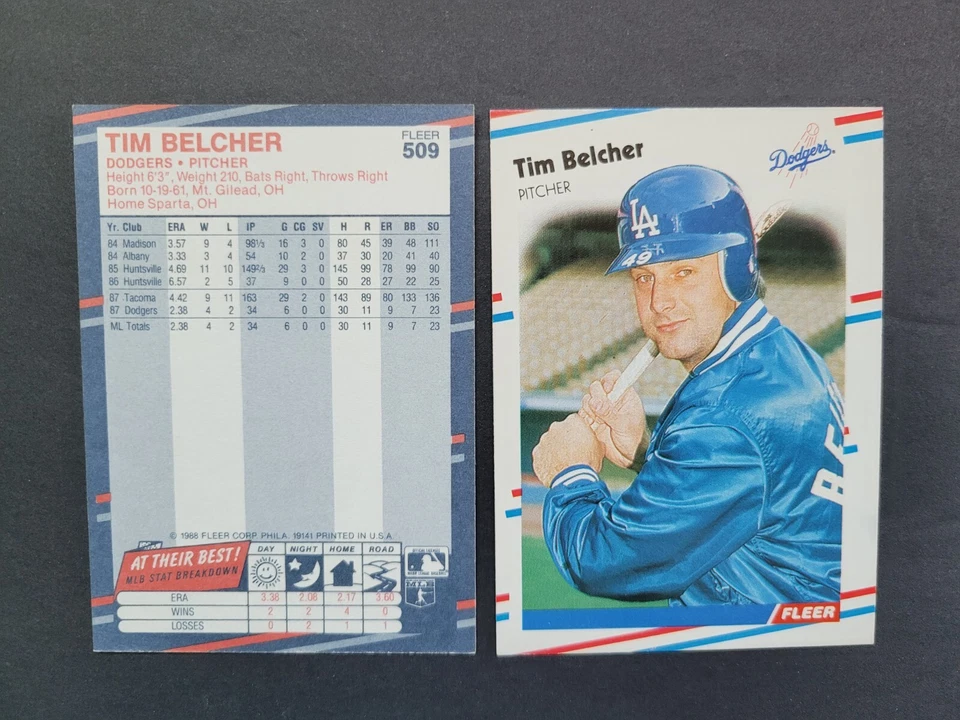 TIM BELCHER
FLEER
509
DODGERS • PITCHER
Height 6'3", Weight 210, Bats Right, Throws Right
Born 10-19-61, Mt. Gilead, OH
Home Sparta, OH
Yr. Club ERA W L IP G CG SV H R ER BB SO
84 Madison 3.57 9 4 98 1/3 16 3 0 80 45 39 48 111
84 Albany 3.33 3 4 54 10 2 0 37 30 20 41 40
85 Huntsville 4.69 11 10 149 2/3 29 3 0 145 99 78 99 90
86 Huntsville 6.57 2 5 37 9 0 0 50 28 27 22 25
87 Tacoma 4.42 9 11 163 29 2 0 143 89 80 133 136
87 Dodgers 2.38 4 2 34 6 0 0 30 11 9 7 23
ML Totals 2.38 4 2 34 6 0 0 30 11 9 7 23
© 1988 FLEER CORP. PHILA. 19141 PRINTED IN U.S.A.
AT THEIR BEST!
MLB STAT BREAKDOWN
DAY NIGHT HOME ROAD
ERA 3.38 2.08 2.17 3.60
WINS 2 2 4 0
LOSSES 0 2 1 1
MLB
Tim Belcher
PITCHER
Dodgers
LA
49
FLEER